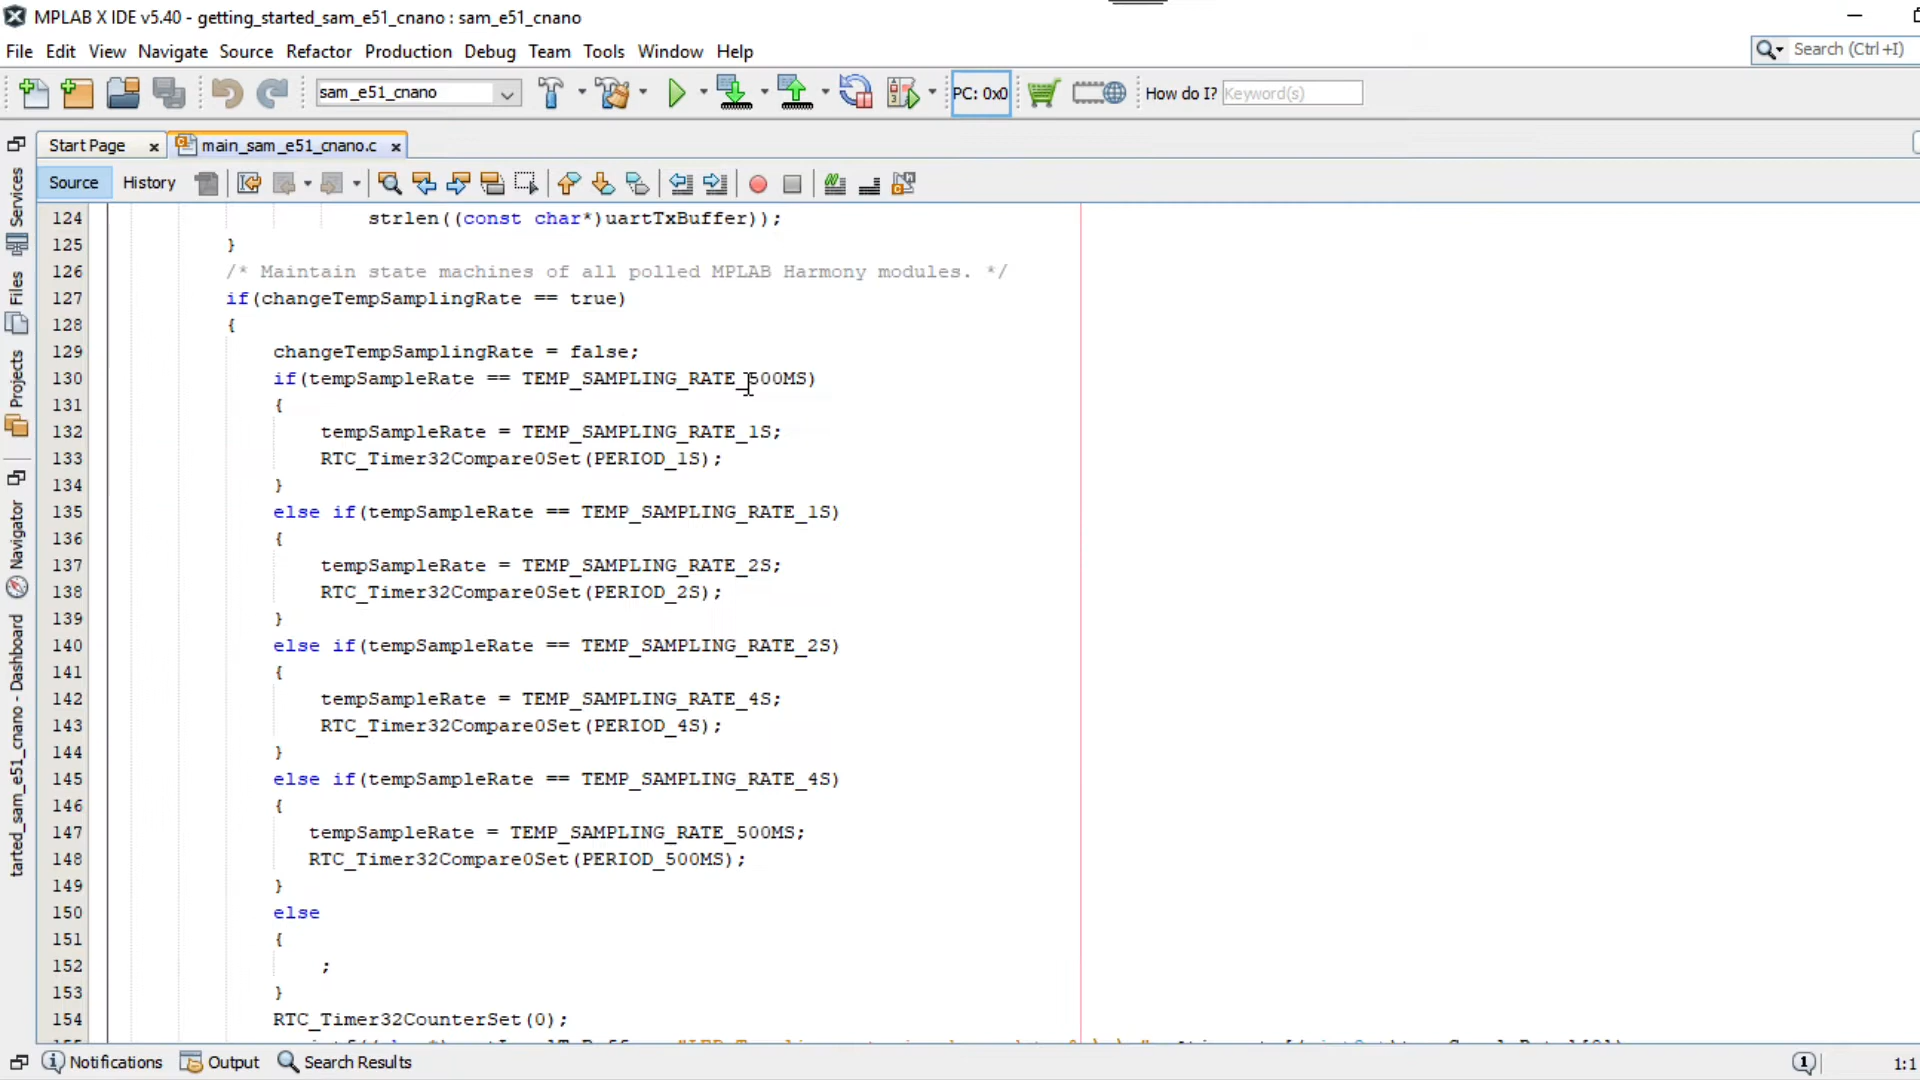 MPLAB X IDE v5.40 - getting_started_sam_e51_cnano : sam_e51_cnano
File Edit View Navigate Source Refactor Production Debug Team Tools Window Help
Search (Ctrl+I)
sam_e51_cnano
PC: 0x0
How do I? Keyword(s)
Start Page
main_sam_e51_cnano.c
Source History
Services
Files
Projects
Navigator
tarted_sam_e51_cnano - Dashboard
124 strlen((const char*)uartTxBuffer));
125 }
126 /* Maintain state machines of all polled MPLAB Harmony modules. */
127 if(changeTempSamplingRate == true)
128 {
129 changeTempSamplingRate = false;
130 if(tempSampleRate == TEMP_SAMPLING_RATE_500MS)
131 {
132 tempSampleRate = TEMP_SAMPLING_RATE_1S;
133 RTC_Timer32Compare0Set(PERIOD_1S);
134 }
135 else if(tempSampleRate == TEMP_SAMPLING_RATE_1S)
136 {
137 tempSampleRate = TEMP_SAMPLING_RATE_2S;
138 RTC_Timer32Compare0Set(PERIOD_2S);
139 }
140 else if(tempSampleRate == TEMP_SAMPLING_RATE_2S)
141 {
142 tempSampleRate = TEMP_SAMPLING_RATE_4S;
143 RTC_Timer32Compare0Set(PERIOD_4S);
144 }
145 else if(tempSampleRate == TEMP_SAMPLING_RATE_4S)
146 {
147 tempSampleRate = TEMP_SAMPLING_RATE_500MS;
148 RTC_Timer32Compare0Set(PERIOD_500MS);
149 }
150 else
151 {
152 ;
153 }
154 RTC_Timer32CounterSet(0);
Notifications Output Search Results
1 1:1